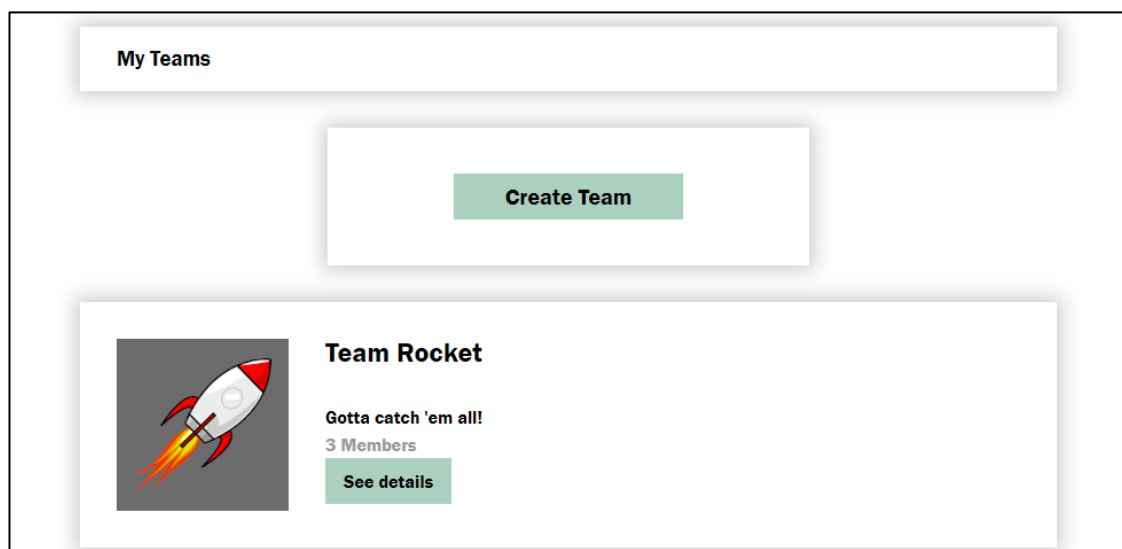 My Teams
Create Team
Team Rocket
Gotta catch 'em all!
3 Members
See details